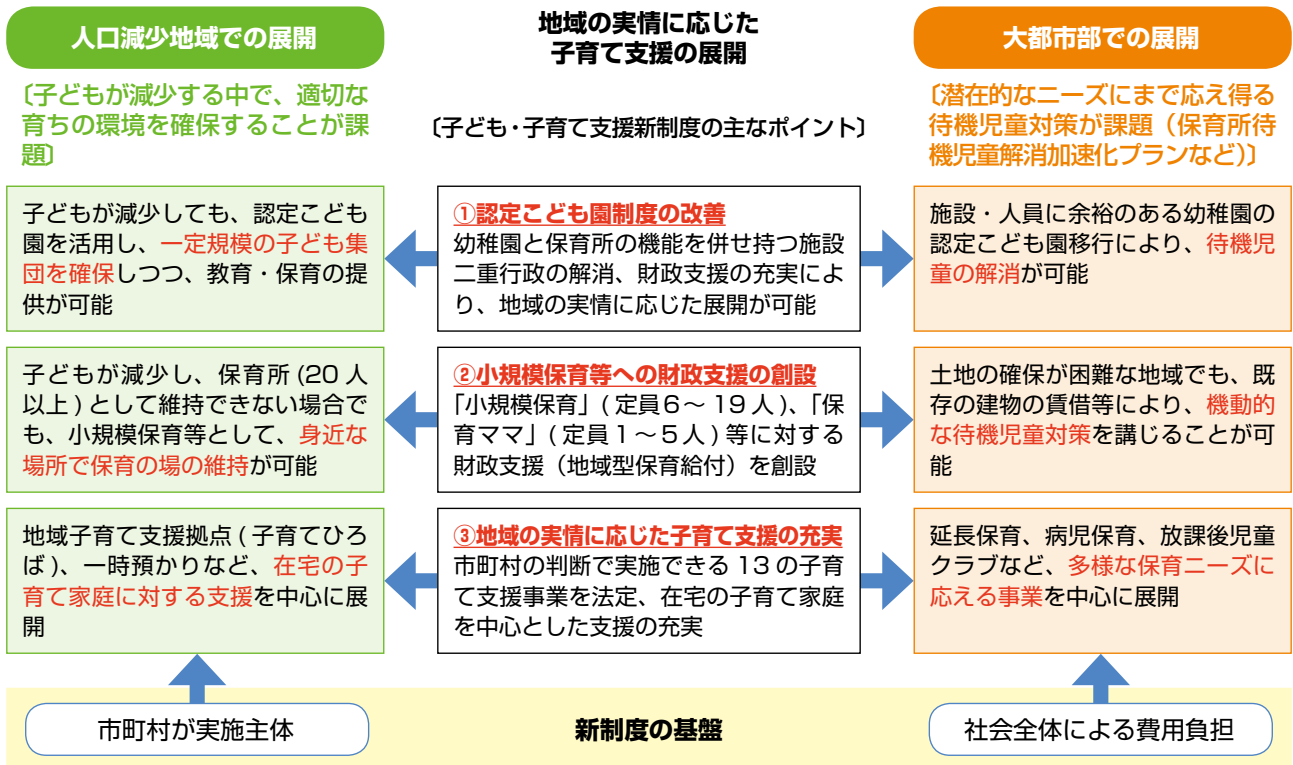 人口減少地域での展開
〔子どもが減少する中で、適切な
育ちの環境を確保することが課
題〕
地域の実情に応じた
子育て支援の展開
〔子ども・子育て支援新制度の主なポイント〕
大都市部での展開
〔潜在的なニーズにまで応え得る
待機児童対策が課題（保育所待
機児童解消加速化プランなど）〕
子どもが減少しても、認定こども
園を活用し、一定規模の子ども集
団を確保しつつ、教育・保育の提
供が可能
①認定こども園制度の改善
幼稚園と保育所の機能を併せ持つ施設
二重行政の解消、財政支援の充実によ
り、地域の実情に応じた展開が可能
施設・人員に余裕のある幼稚園の
認定こども園移行により、待機児
童の解消が可能
子どもが減少し、保育所 (20 人
以上 ) として維持できない場合で
も、小規模保育等として、身近な
場所で保育の場の維持が可能
②小規模保育等への財政支援の創設
「小規模保育」( 定員６～ 19 人 )、「保
育ママ」( 定員１～５人 ) 等に対する
財政支援（地域型保育給付）を創設
土地の確保が困難な地域でも、既
存の建物の賃借等により、機動的
な待機児童対策を講じることが可
能
地域子育て支援拠点 ( 子育てひろ
ば )、一時預かりなど、在宅の子
育て家庭に対する支援を中心に展
開
③地域の実情に応じた子育て支援の充実
市町村の判断で実施できる 13 の子育
て支援事業を法定、在宅の子育て家庭
を中心とした支援の充実
延長保育、病児保育、放課後児童
クラブなど、多様な保育ニーズに
応える事業を中心に展開
市町村が実施主体
新制度の基盤
社会全体による費用負担